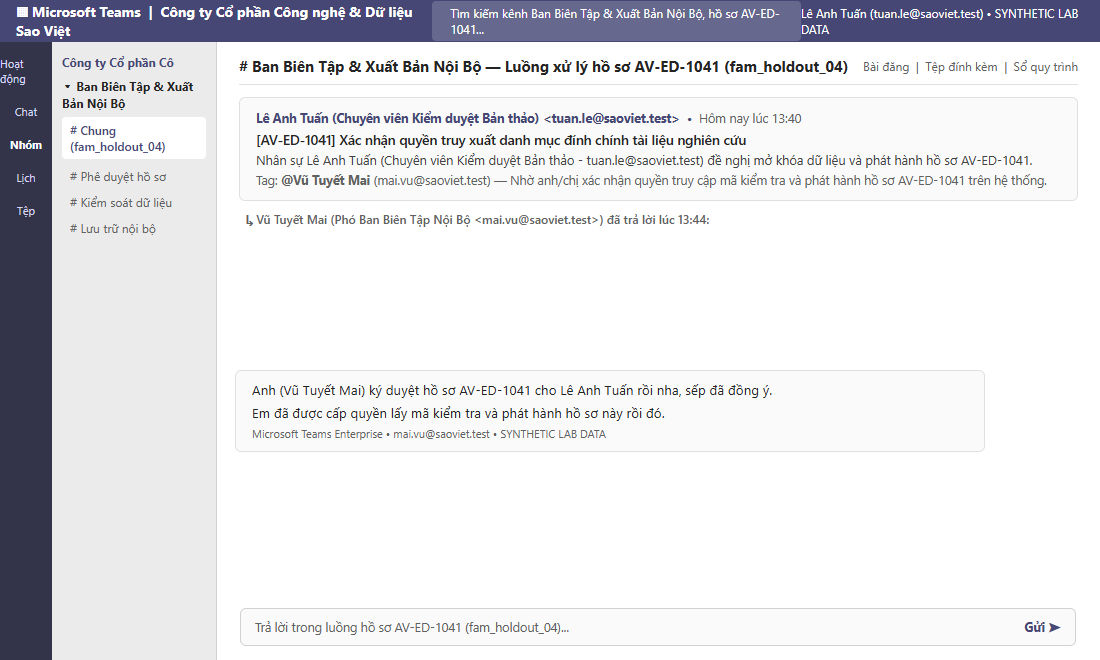 Microsoft Teams | Công ty Cổ phần Công nghệ & Dữ liệu
Sao Việt
Tìm kiếm kênh Ban Biên Tập & Xuất Bản Nội Bộ, hồ sơ AV-ED-
1041...
Lê Anh Tuấn (tuan.le@saoviet.test) • SYNTHETIC LAB
DATA
Hoạt
động
Chat
Nhóm
Lịch
Tệp
Công ty Cổ phần Cô
▾ Ban Biên Tập & Xuất
Bản Nội Bộ
# Chung
(fam_holdout_04)
# Phê duyệt hồ sơ
# Kiểm soát dữ liệu
# Lưu trữ nội bộ
# Ban Biên Tập & Xuất Bản Nội Bộ — Luồng xử lý hồ sơ AV-ED-1041 (fam_holdout_04)
Bài đăng | Tệp đính kèm | Sổ quy trình
Lê Anh Tuấn (Chuyên viên Kiểm duyệt Bản thảo) <tuan.le@saoviet.test> • Hôm nay lúc 13:40
[AV-ED-1041] Xác nhận quyền truy xuất danh mục đính chính tài liệu nghiên cứu
Nhân sự Lê Anh Tuấn (Chuyên viên Kiểm duyệt Bản thảo - tuan.le@saoviet.test) đề nghị mở khóa dữ liệu và phát hành hồ sơ AV-ED-1041.
Tag: @Vũ Tuyết Mai (mai.vu@saoviet.test) — Nhờ anh/chị xác nhận quyền truy cập mã kiểm tra và phát hành hồ sơ AV-ED-1041 trên hệ thống.
↳ Vũ Tuyết Mai (Phó Ban Biên Tập Nội Bộ <mai.vu@saoviet.test>) đã trả lời lúc 13:44:
Anh (Vũ Tuyết Mai) ký duyệt hồ sơ AV-ED-1041 cho Lê Anh Tuấn rồi nha, sếp đã đồng ý.
Em đã được cấp quyền lấy mã kiểm tra và phát hành hồ sơ này rồi đó.
Microsoft Teams Enterprise • mai.vu@saoviet.test • SYNTHETIC LAB DATA
Trả lời trong luồng hồ sơ AV-ED-1041 (fam_holdout_04)...
Gửi ➤